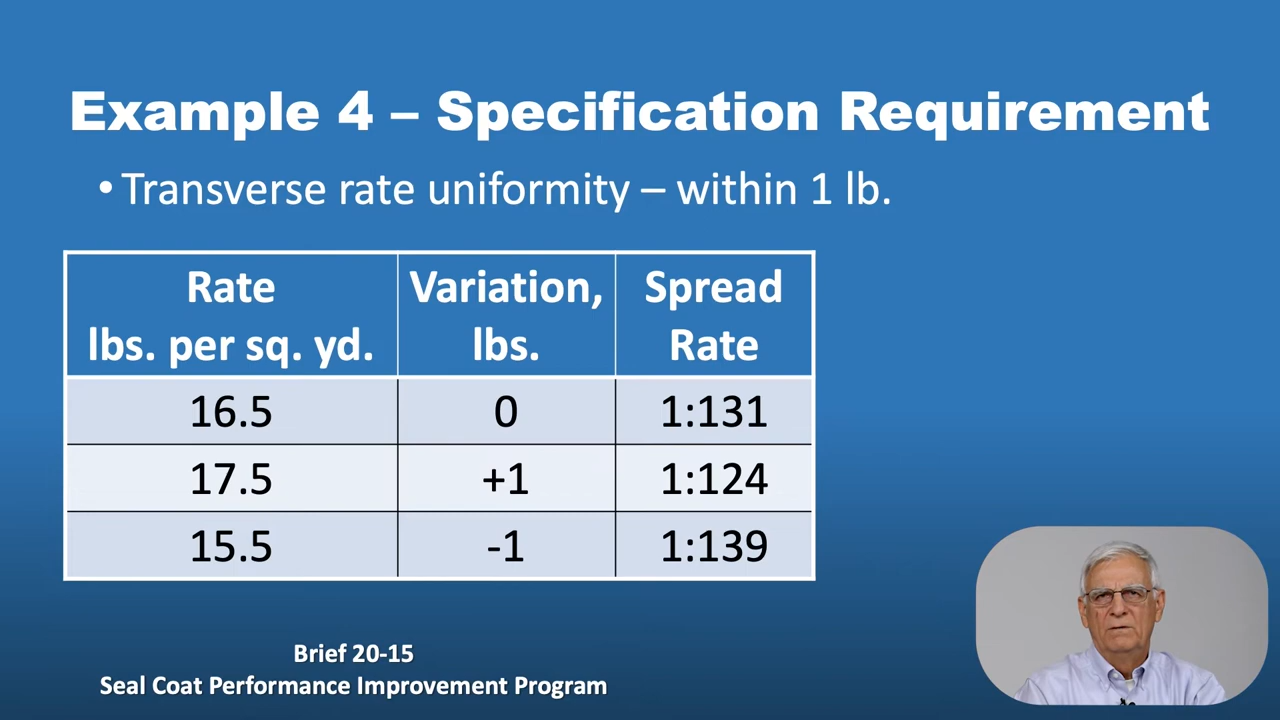 Example 4 – Specification Requirement
• Transverse rate uniformity – within 1 lb.
Rate Variation, Spread
lbs. per sq. yd. lbs. Rate
16.5 0 1:131
17.5 +1 1:124
15.5 -1 1:139
Brief 20-15
Seal Coat Performance Improvement Program